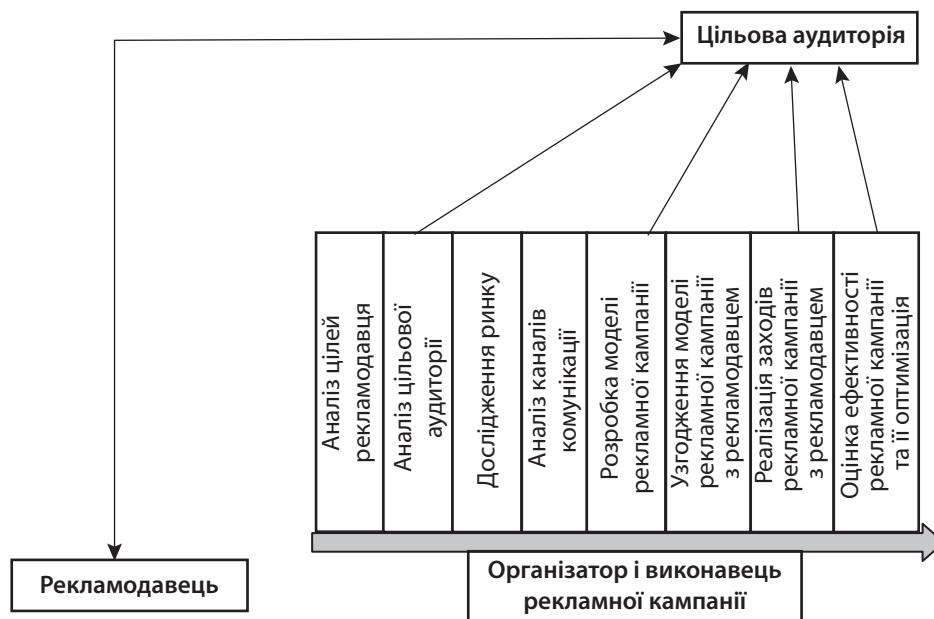 Цільова аудиторія
Аналіз цілей
рекламодавця
Аналіз цільової
аудиторії
Дослідження ринку
Аналіз каналів
комунікації
Розробка моделі
рекламної кампанії
Узгодження моделі
рекламної кампанії
з рекламодавцем
Реалізація заходів
рекламної кампанії
з рекламодавцем
Оцінка ефективності
рекламної кампанії
та її оптимізація
Рекламодавець
Організатор і виконавець
рекламної кампанії